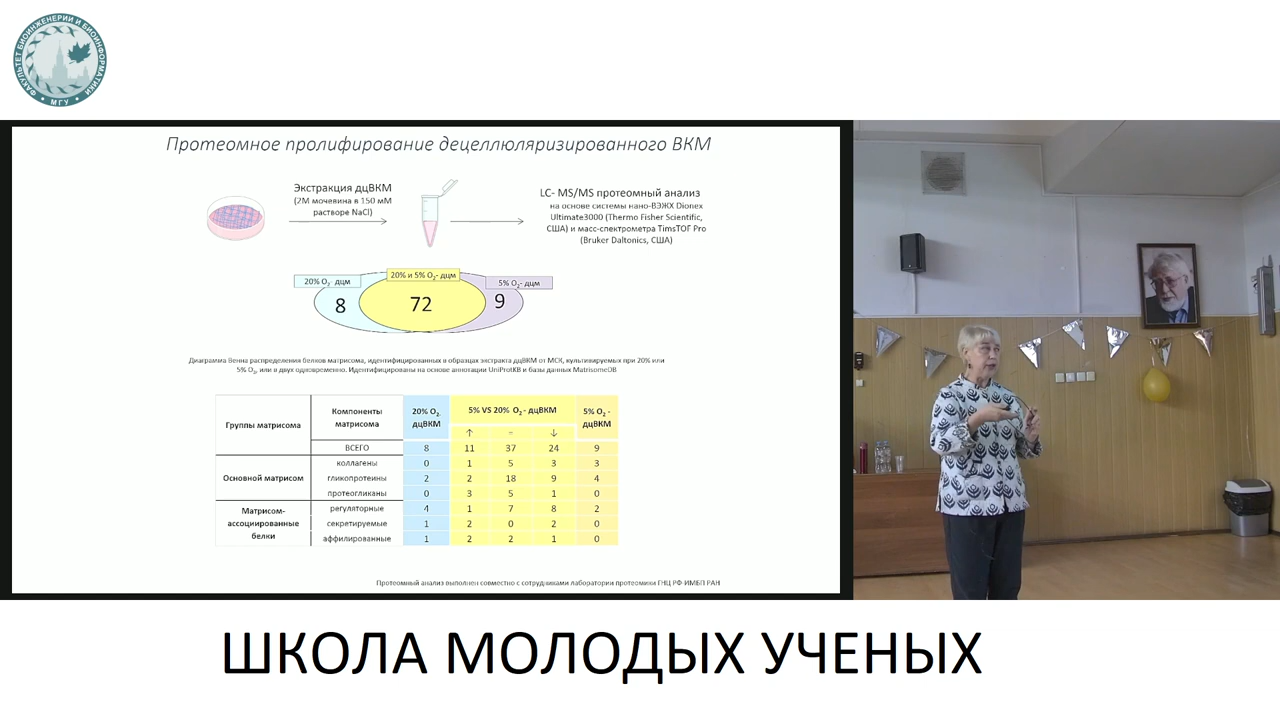 ФАКУЛЬТЕТ БИОИНЖЕНЕРИИ И БИОИНФОРМАТИКИ
МГУ
Протеомное пролифирование децеллюляризированного ВКМ
Экстракция дцВКМ
(2М мочевина в 150 мМ
растворе NaCl)
LC- MS/MS протеомный анализ
на основе системы нано-ВЭЖХ Dionex
Ultimate3000 (Thermo Fisher Scientific,
США) и масс-спектрометра TimsTOF Pro
(Bruker Daltonics, США)
20% O2- дцм
20% и 5% O2- дцм
5% O2- дцм
8
72
9
Диаграмма Венна распределения белков матрисома, идентифицированных в образцах экстракта дцВКМ от МСК, культивируемых при 20% или
5% O2, или в двух одновременно. Идентифицированы на основе аннотации UniProtKB и базы данных MatrisomeDB
Группы матрисома
Компоненты матрисома
20% O2 дцВКМ
5% VS 20% O2 - дцВКМ
5% O2 - дцВКМ
↑ = ↓
ВСЕГО 8 11 37 24 9
Основной матрисом
коллагены 0 1 5 3 3
гликопротеины 2 2 18 9 4
протеогликаны 0 3 5 1 0
Матрисом-ассоциированные белки
регуляторные 4 1 7 8 2
секретируемые 1 2 0 2 0
аффилированные 1 2 2 1 0
Протеомный анализ выполнен совместно с сотрудниками лаборатории протеомики ГНЦ РФ-ИМБП РАН
ШКОЛА МОЛОДЫХ УЧЕНЫХ